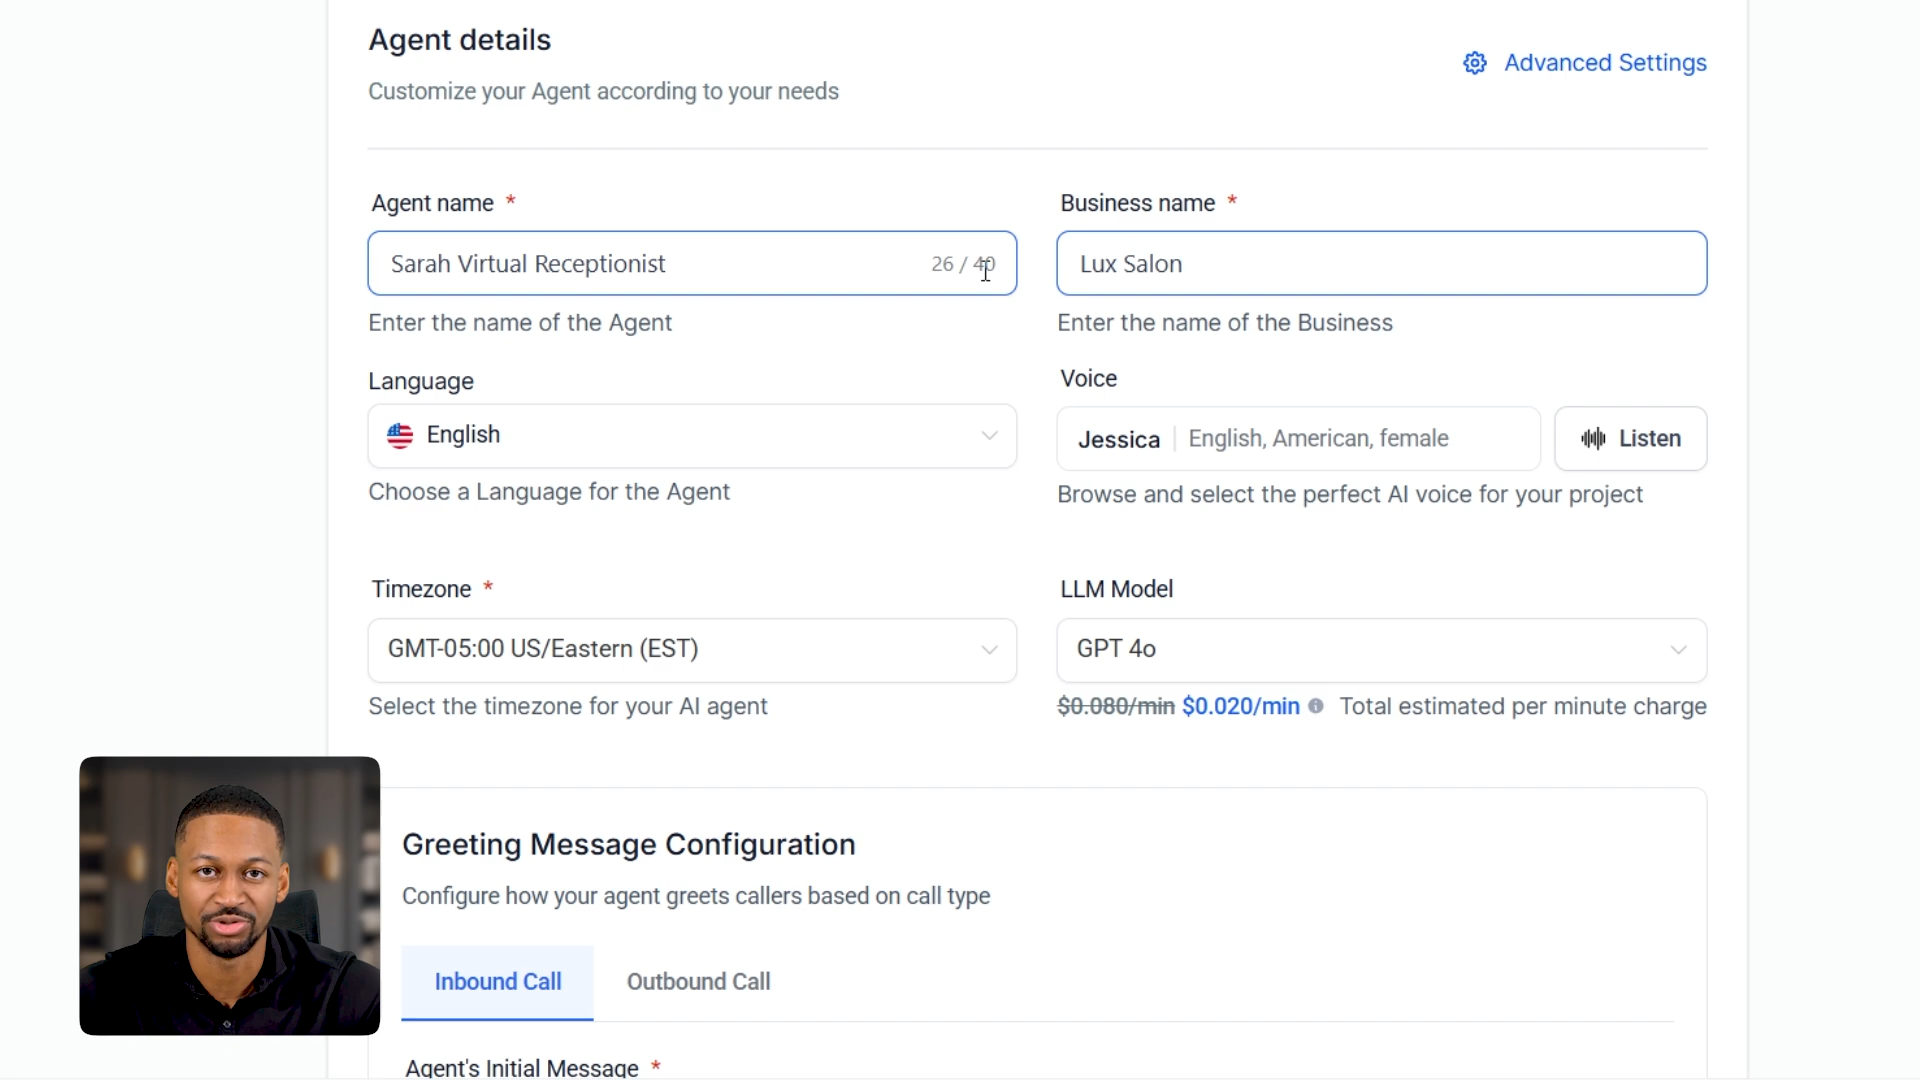 Agent details
Advanced Settings
Customize your Agent according to your needs
Agent name *
Business name *
Sarah Virtual Receptionist
26 / 40
Lux Salon
Enter the name of the Agent
Enter the name of the Business
Language
Voice
English
Jessica
English, American, female
Listen
Choose a Language for the Agent
Browse and select the perfect AI voice for your project
Timezone *
LLM Model
GMT-05:00 US/Eastern (EST)
GPT 4o
Select the timezone for your AI agent
$0.080/min $0.020/min Total estimated per minute charge
Greeting Message Configuration
Configure how your agent greets callers based on call type
Inbound Call
Outbound Call
Agent's Initial Message *